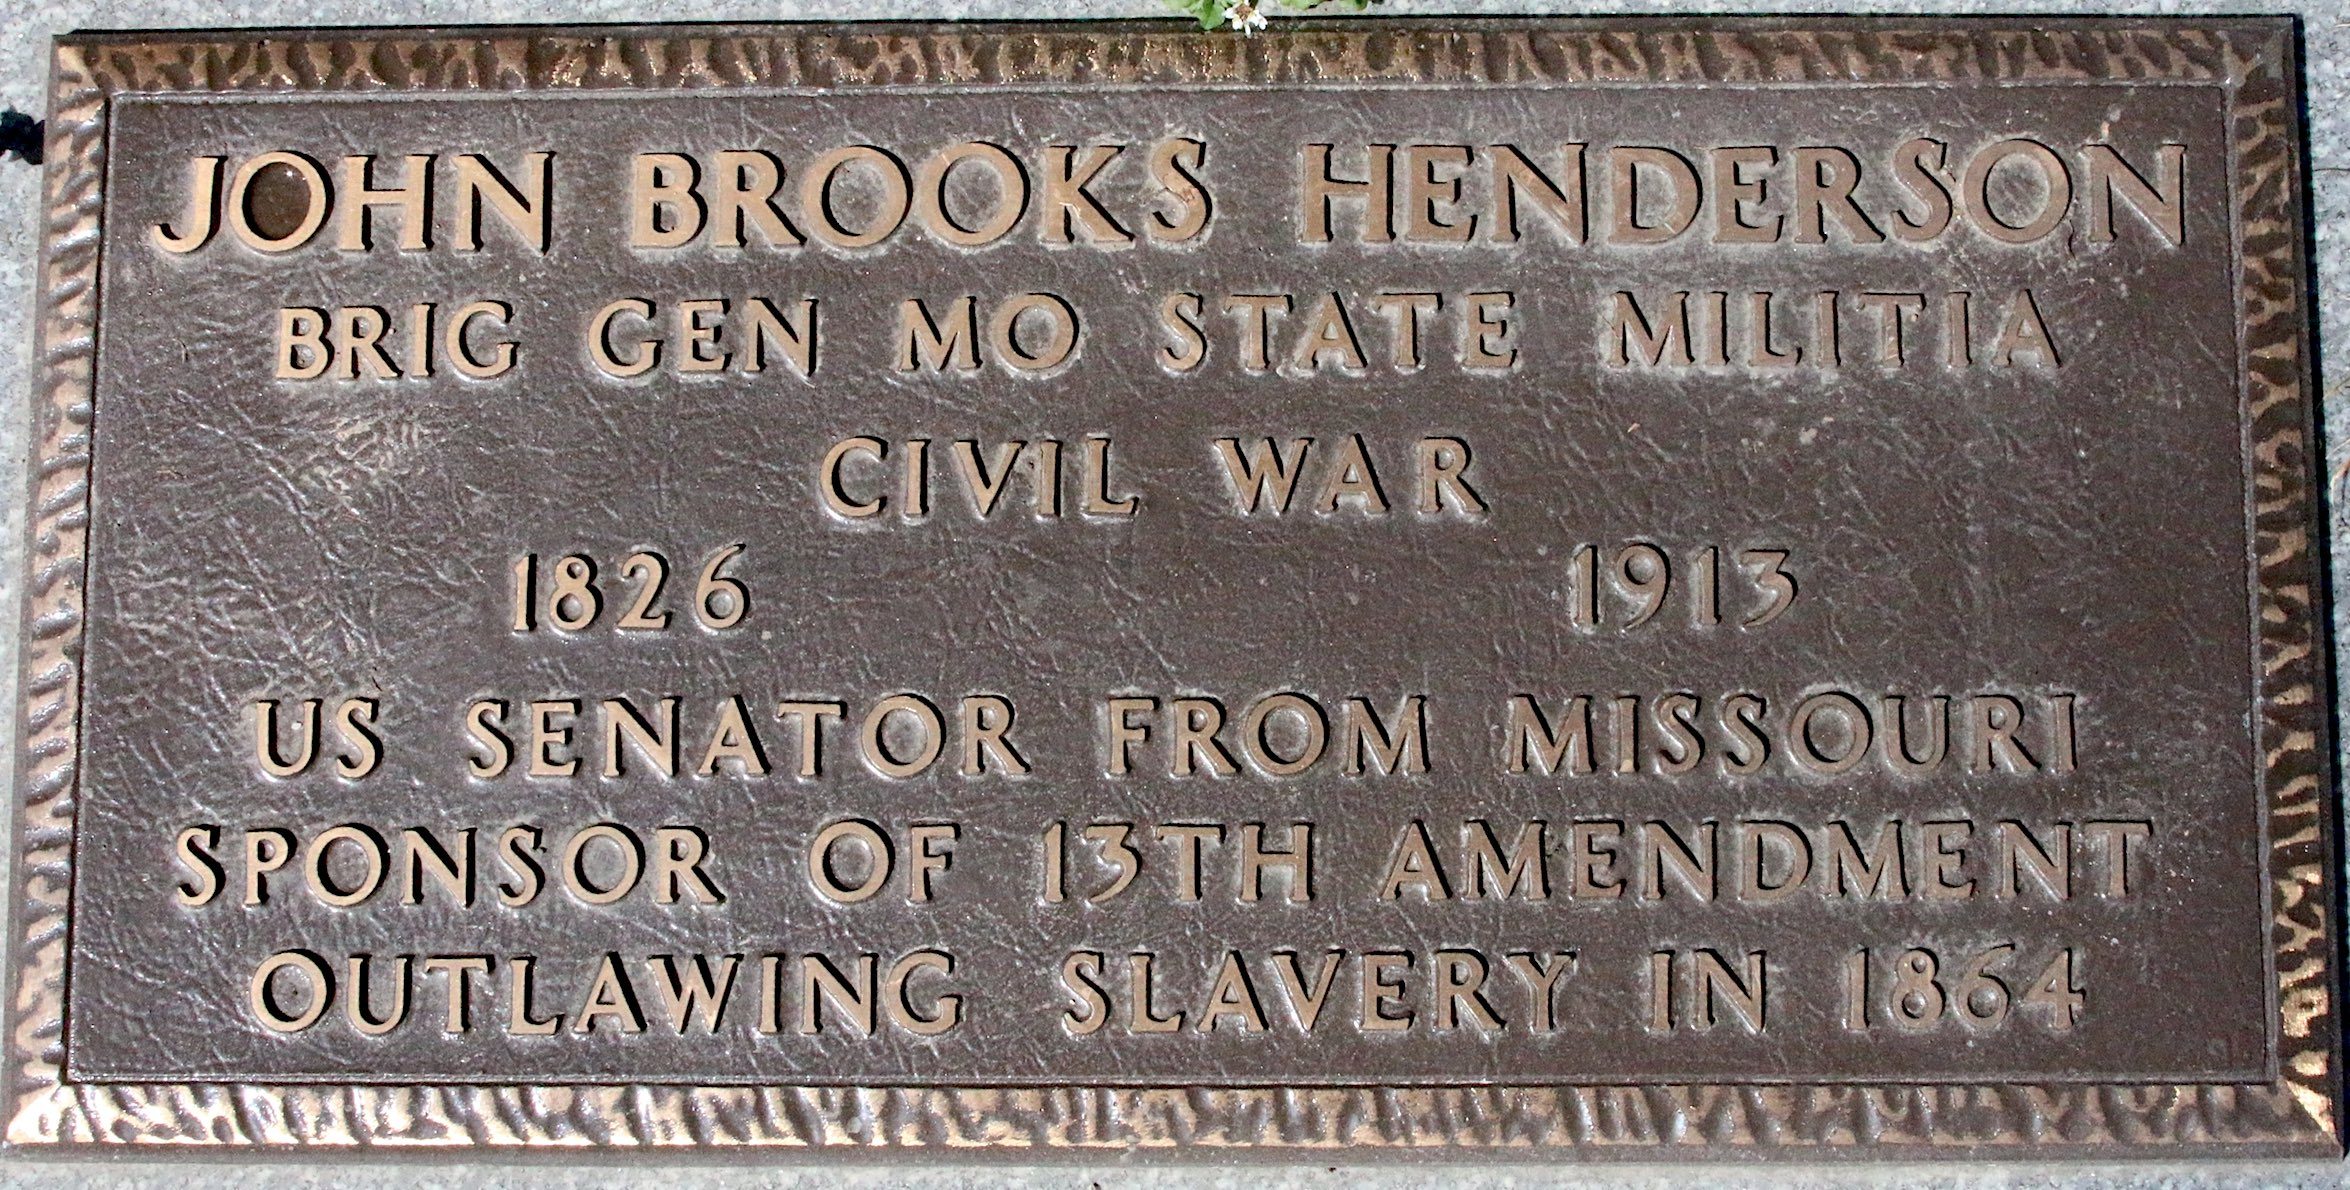 JOHN BROOKS HENDERSON
BRIG GEN MO STATE MILITIA
CIVIL WAR
1826 1913
US SENATOR FROM MISSOURI
SPONSOR OF 13TH AMENDMENT
OUTLAWING SLAVERY IN 1864